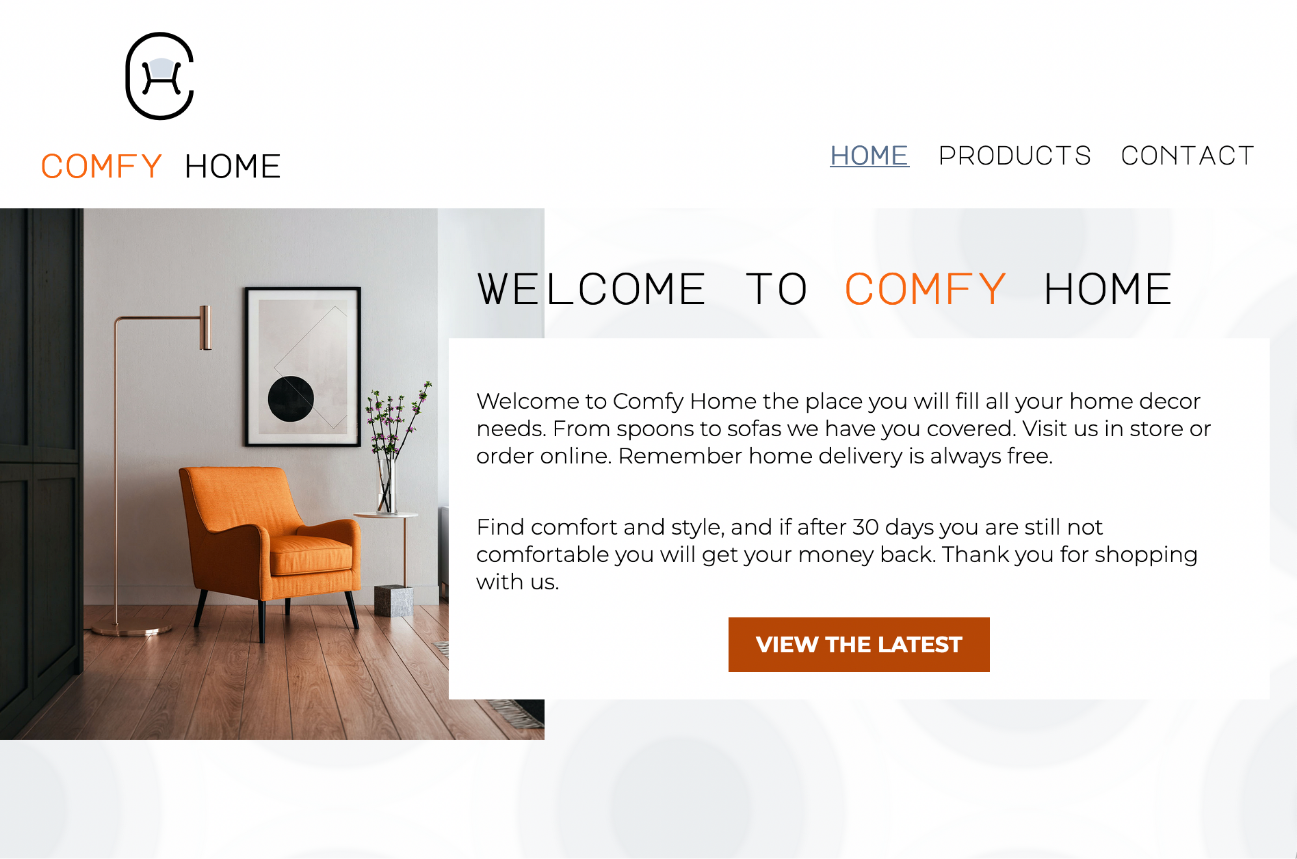 COMFY HOME
HOME PRODUCTS CONTACT
WELCOME TO COMFY HOME
Welcome to Comfy Home the place you will fill all your home decor
needs. From spoons to sofas we have you covered. Visit us in store or
order online. Remember home delivery is always free.
Find comfort and style, and if after 30 days you are still not
comfortable you will get your money back. Thank you for shopping
with us.
VIEW THE LATEST